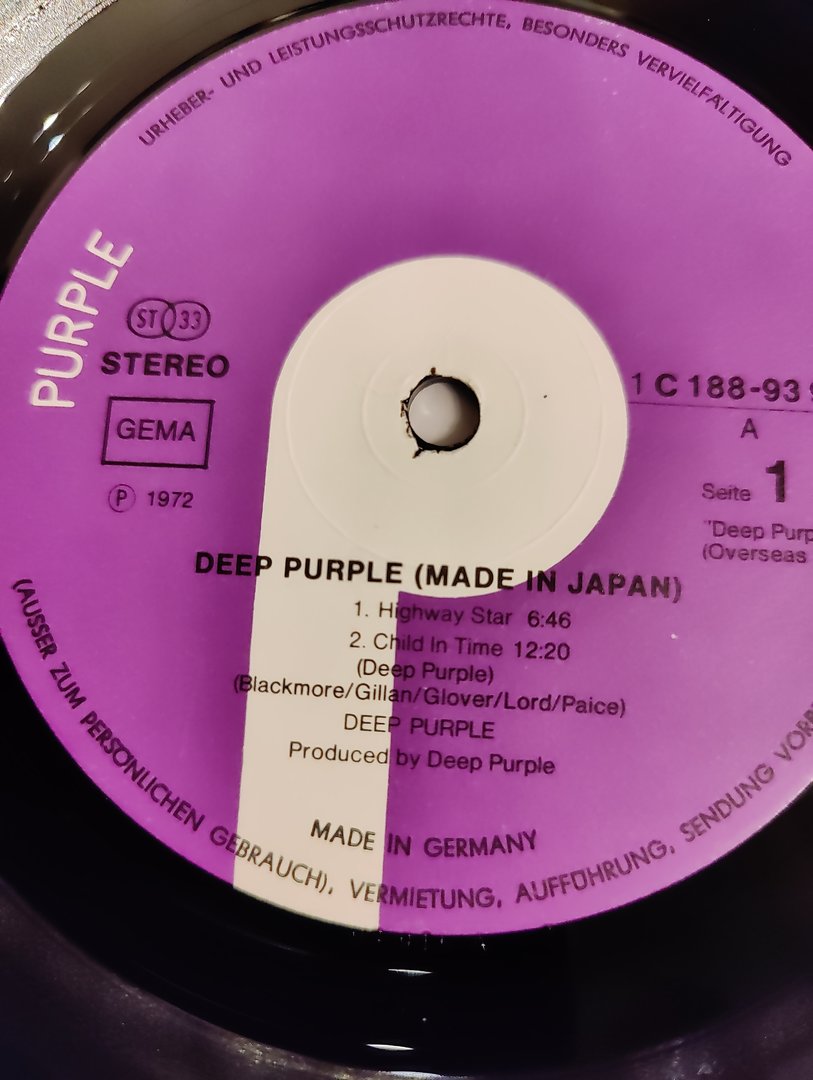 URHEBER- UND LEISTUNGSSCHUTZRECHTE, BESONDERS VERVIELFÄLTIGUNG
PURPLE
ST 33
STEREO
GEMA
Ⓟ 1972
1 C 188-93
A
Seite 1
"Deep Purp
(Overseas
DEEP PURPLE (MADE IN JAPAN)
1. Highway Star 6:46
2. Child In Time 12:20
(Deep Purple)
(Blackmore/Gillan/Glover/Lord/Paice)
DEEP PURPLE
Produced by Deep Purple
MADE IN GERMANY
(AUSSER ZUM PERSÖNLICHEN GEBRAUCH), VERMIETUNG, AUFFÜHRUNG, SENDUNG